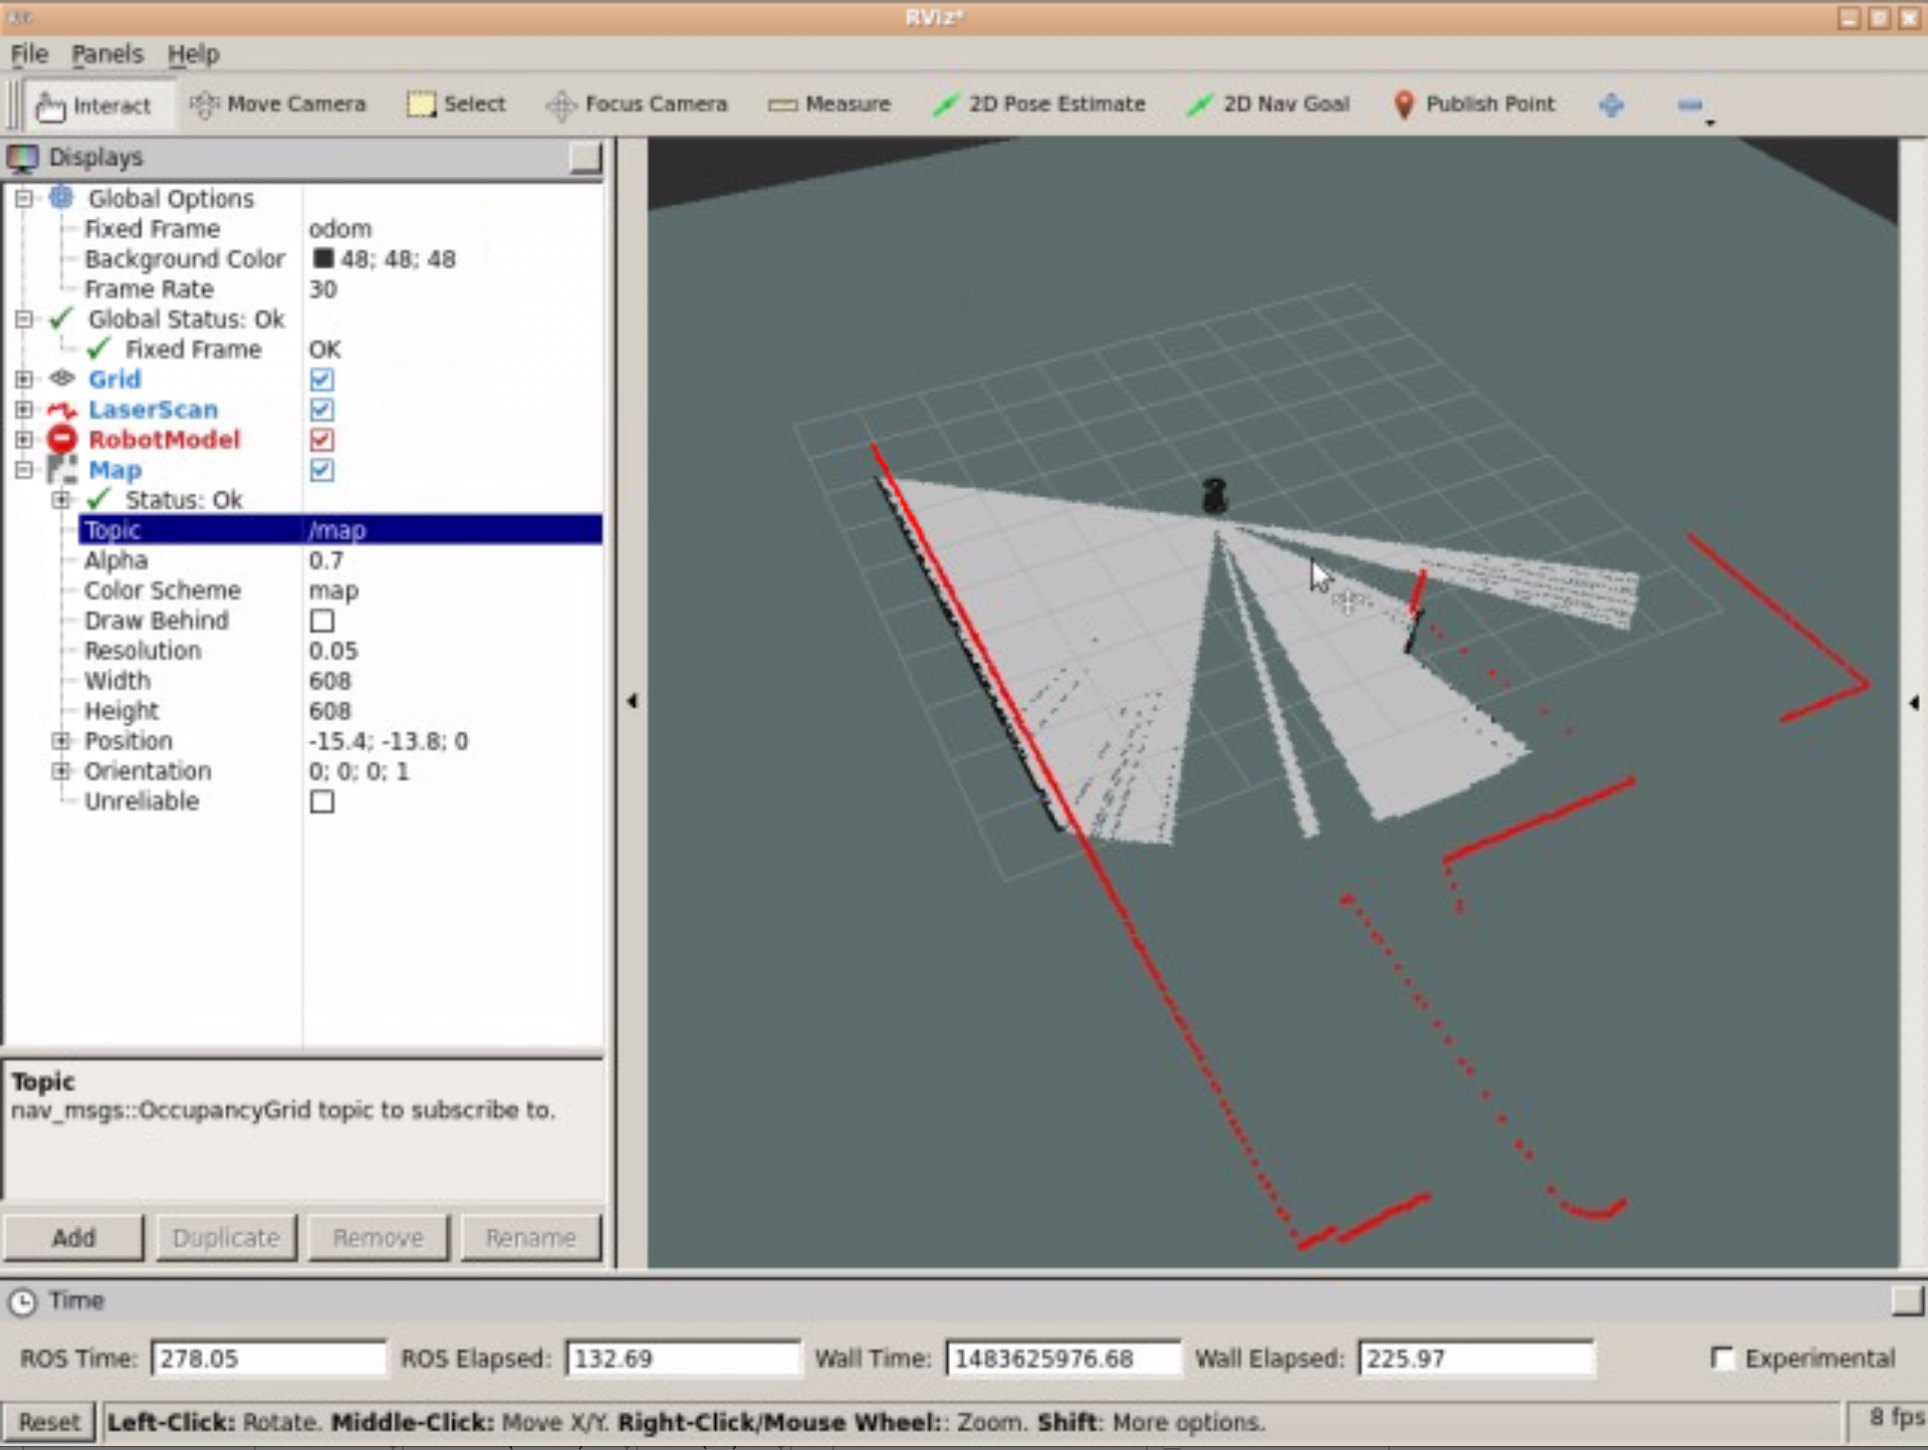 RViz*
File Panels Help
Interact Move Camera Select Focus Camera Measure 2D Pose Estimate 2D Nav Goal Publish Point
Displays
Global Options
Fixed Frame odom
Background Color 48; 48; 48
Frame Rate 30
Global Status: Ok
Fixed Frame OK
Grid
LaserScan
RobotModel
Map
Status: Ok
Topic /map
Alpha 0.7
Color Scheme map
Draw Behind
Resolution 0.05
Width 608
Height 608
Position -15.4; -13.8; 0
Orientation 0; 0; 0; 1
Unreliable
Topic
nav_msgs::OccupancyGrid topic to subscribe to.
Add Duplicate Remove Rename
Time
ROS Time: 278.05 ROS Elapsed: 132.69 Wall Time: 1483625976.68 Wall Elapsed: 225.97 Experimental
Reset Left-Click: Rotate. Middle-Click: Move X/Y. Right-Click/Mouse Wheel:: Zoom. Shift: More options. 8 fps